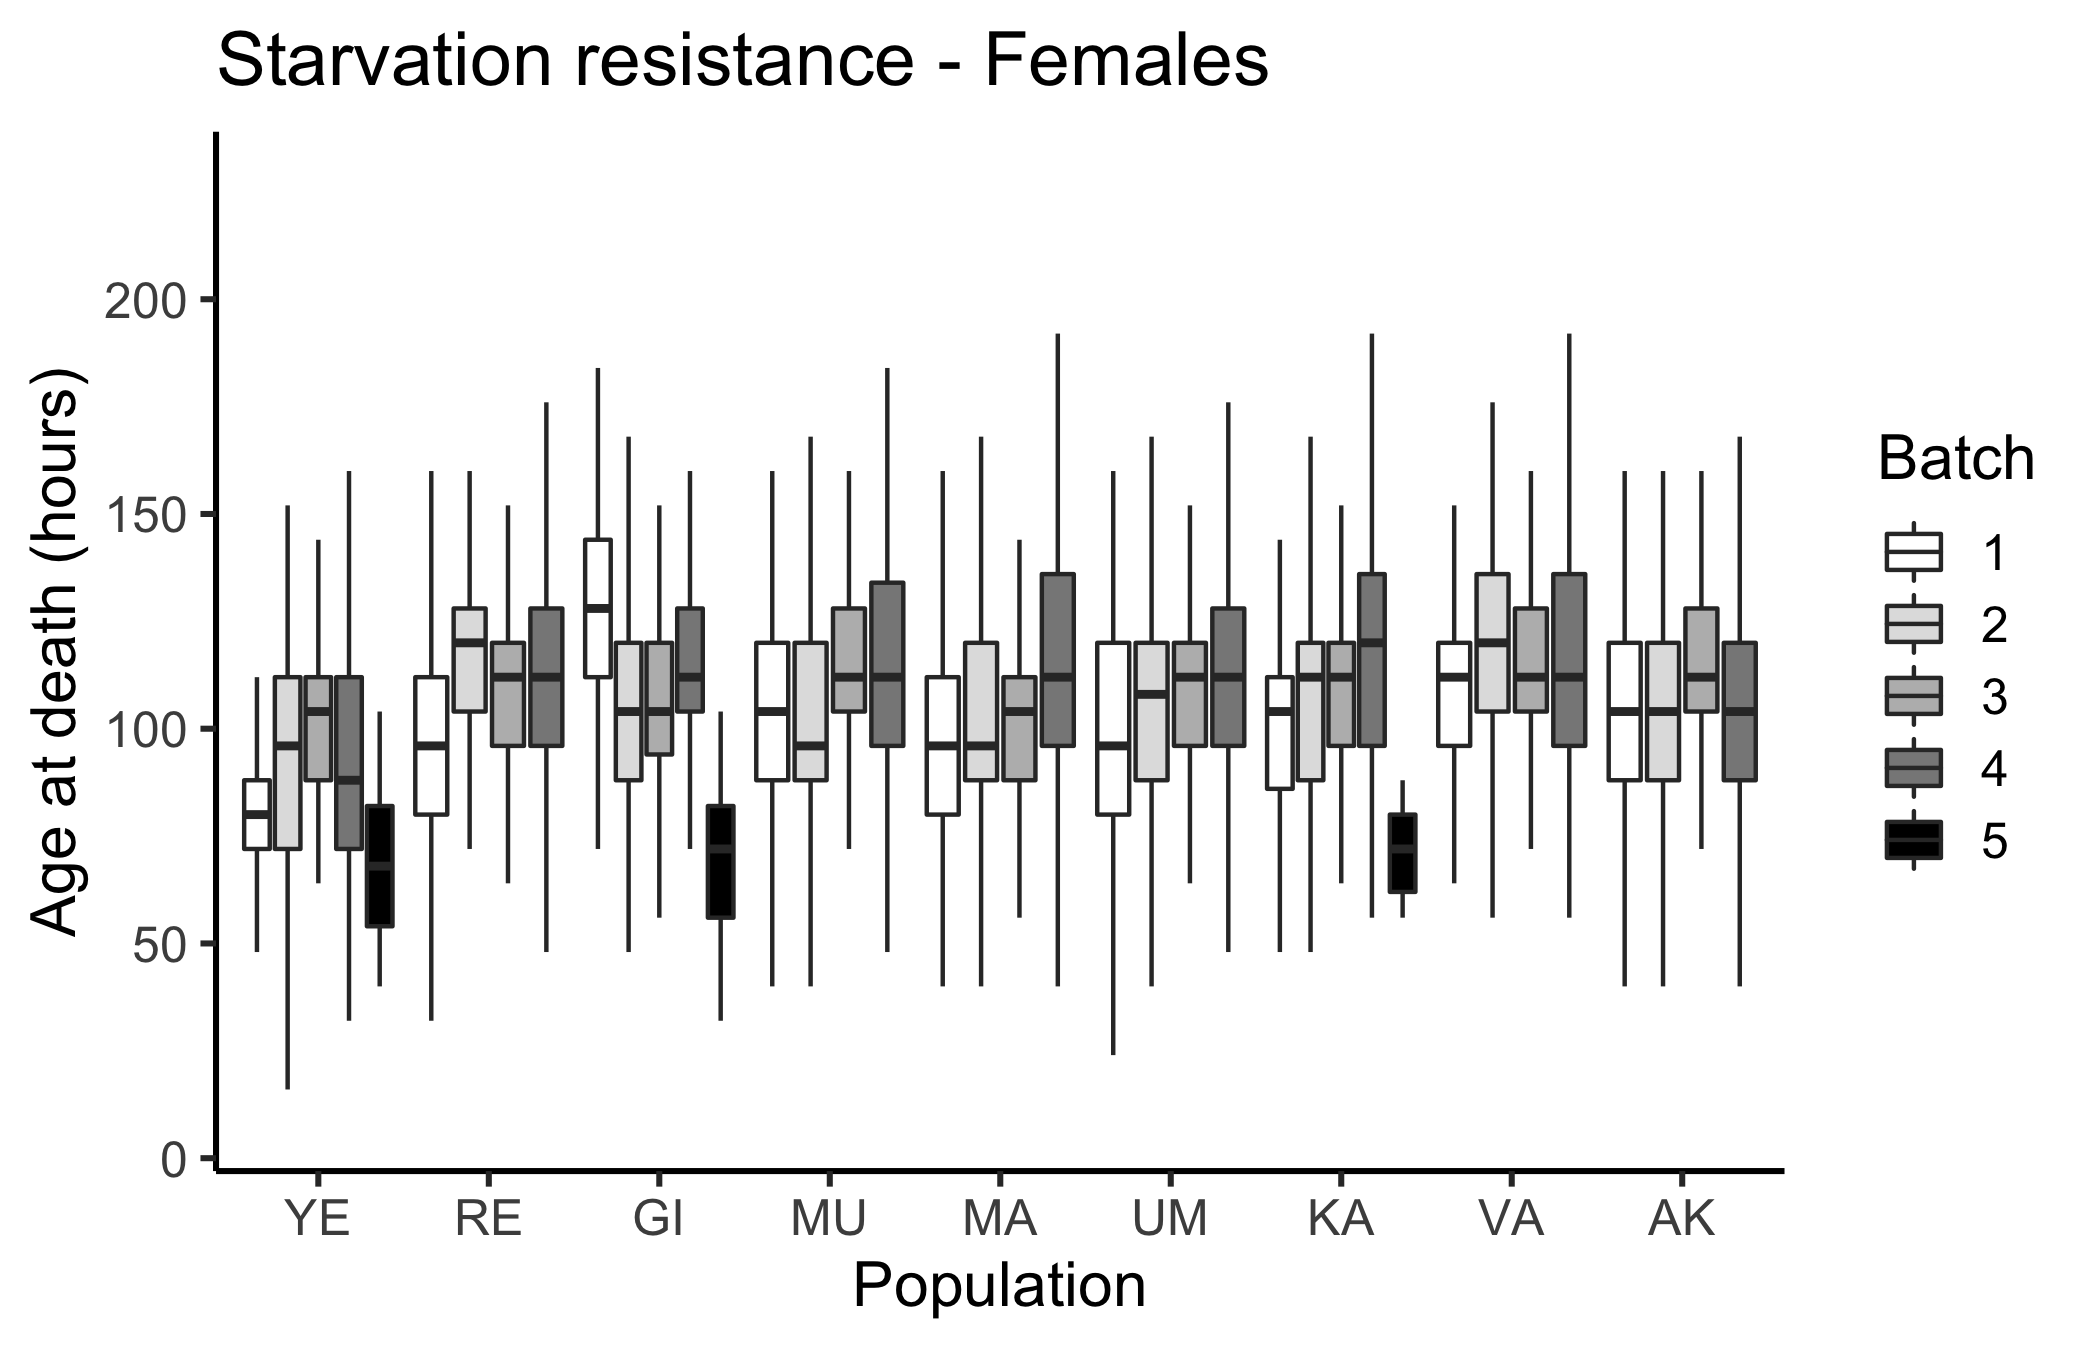 Starvation resistance - Females
Age at death (hours)
200
150
100
50
0
YE RE GI MU MA UM KA VA AK
Population
Batch
1
2
3
4
5